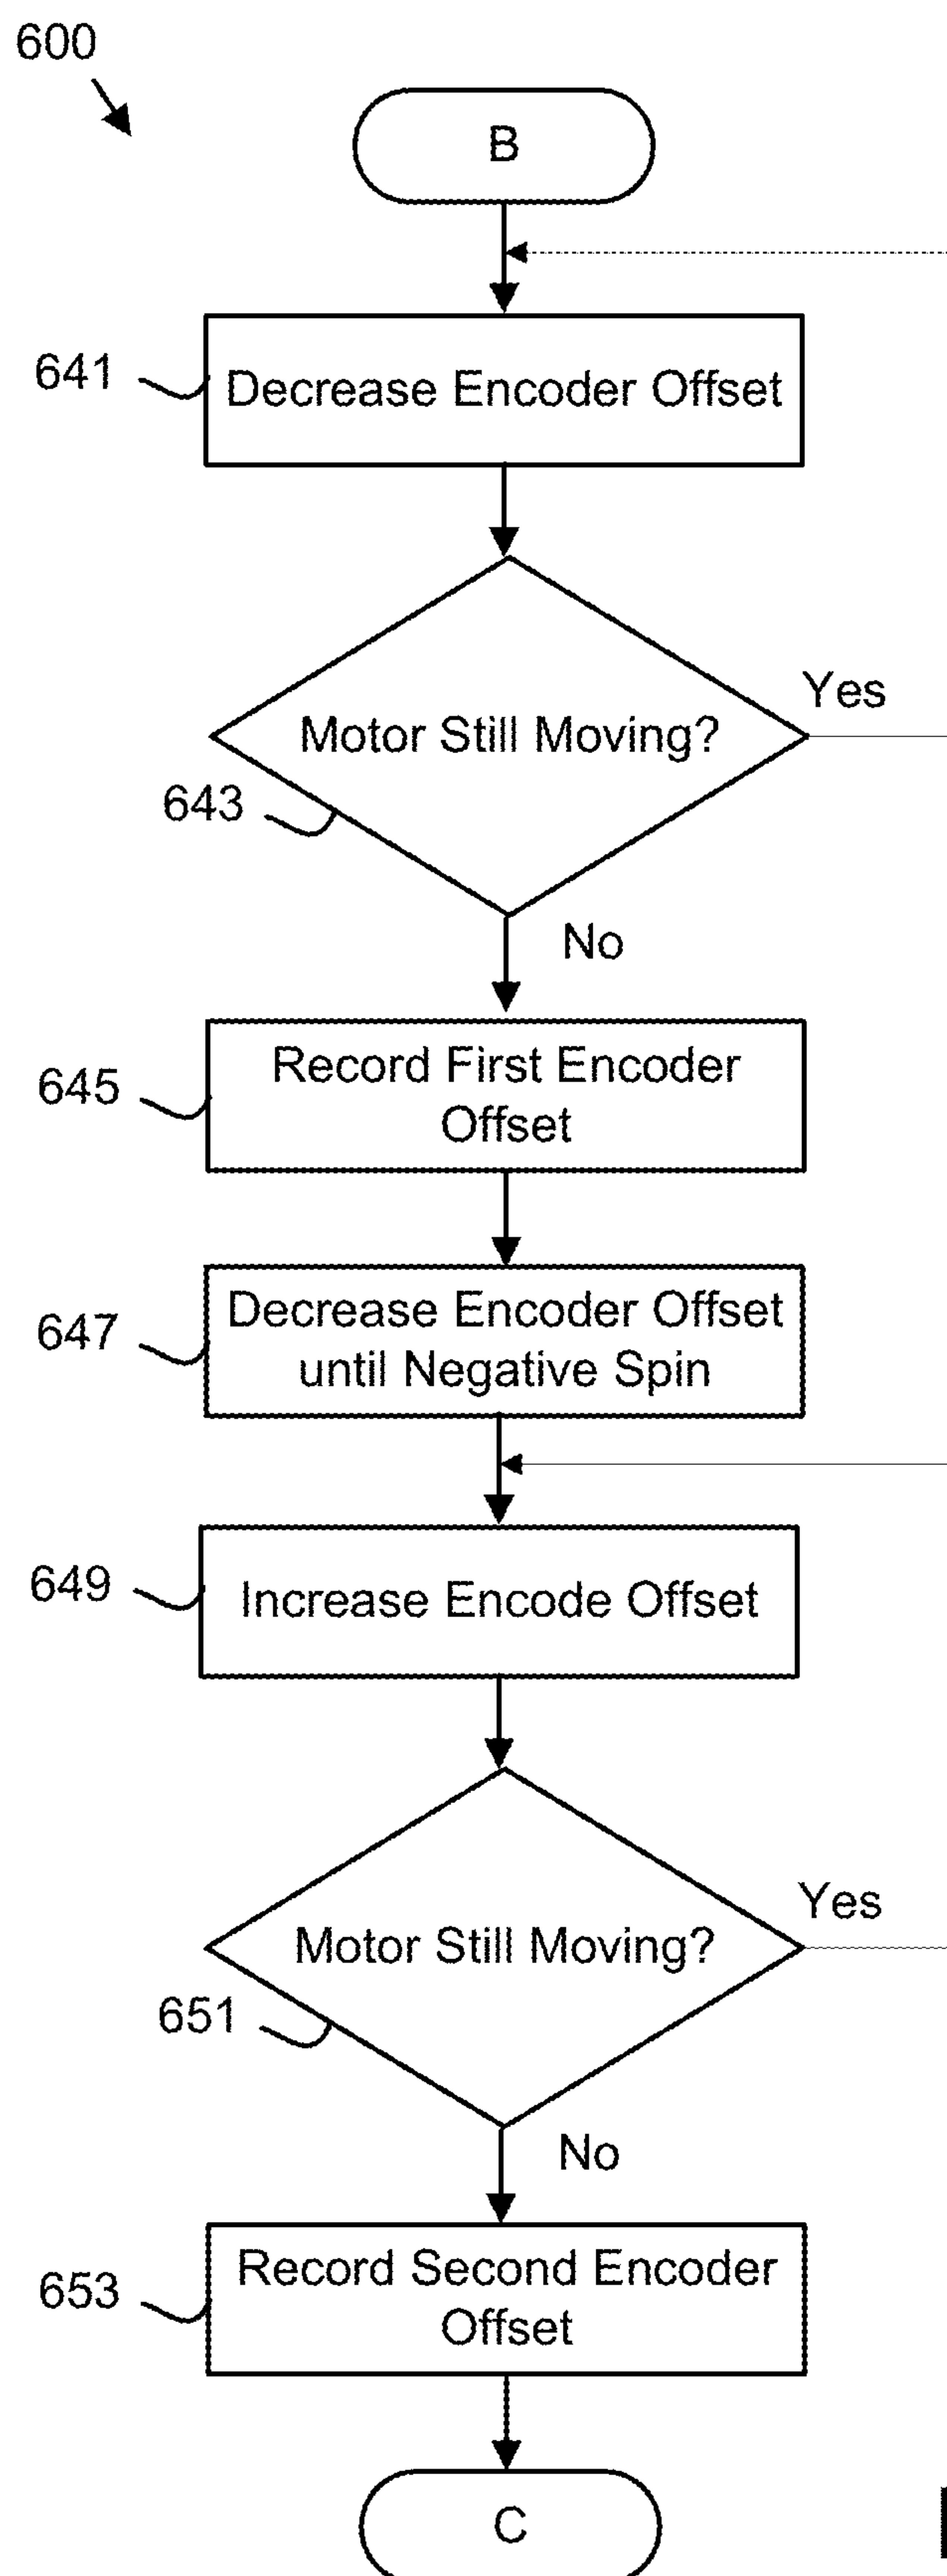 600
B
641
Decrease Encoder Offset
Motor Still Moving?
Yes
643
No
645
Record First Encoder
Offset
647
Decrease Encoder Offset
until Negative Spin
649
Increase Encode Offset
Motor Still Moving?
Yes
651
No
653
Record Second Encoder
Offset
C